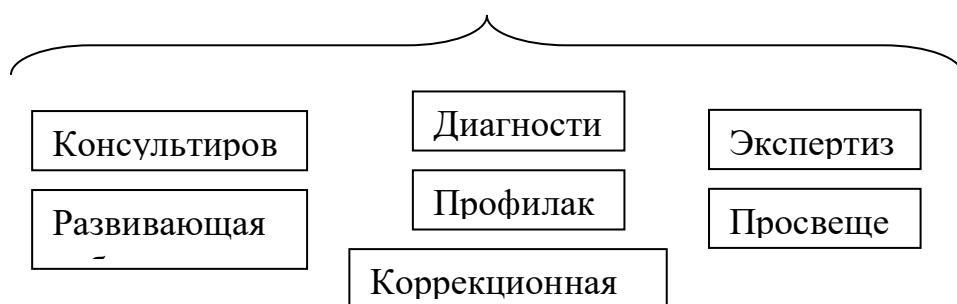 Консультиров
Диагности
Экспертиз
Развивающая
Профилак
Просвеще
Коррекционная